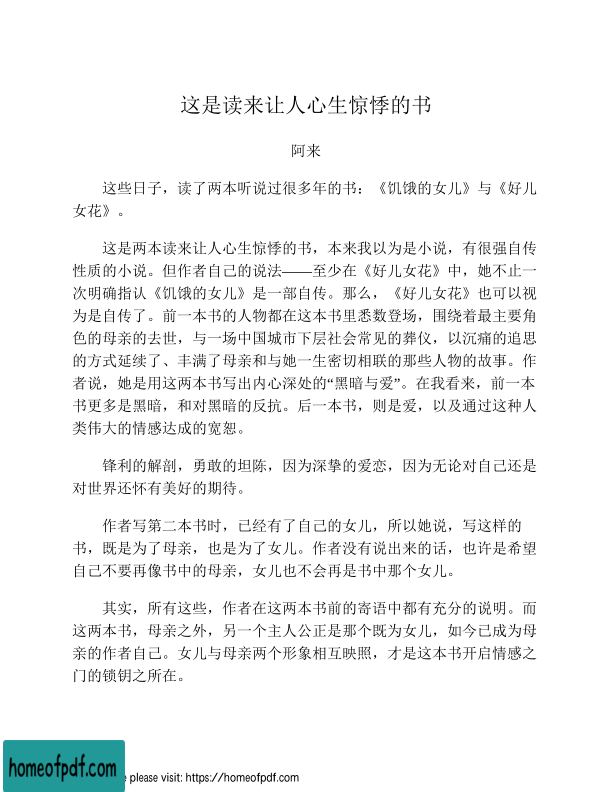 这是读来让人心生惊悸的书
阿来
这些日子，读了两本听说过很多年的书：《饥饿的女儿》与《好儿
女花》。
这是两本读来让人心生惊悸的书，本来我以为是小说，有很强自传
性质的小说。但作者自己的说法——至少在《好儿女花》中，她不止一
次明确指认《饥饿的女儿》是一部自传。那么，《好儿女花》也可以视
为是自传了。前一本书的人物都在这本书里悉数登场，围绕着最主要角
色的母亲的去世，与一场中国城市下层社会常见的葬仪，以沉痛的追思
的方式延续了、丰满了母亲和与她一生密切相联的那些人物的故事。作
者说，她是用这两本书写出内心深处的“黑暗与爱”。在我看来，前一本
书更多是黑暗，和对黑暗的反抗。后一本书，则是爱，以及通过这种人
类伟大的情感达成的宽恕。
锋利的解剖，勇敢的坦陈，因为深挚的爱恋，因为无论对自己还是
对世界还怀有美好的期待。
作者写第二本书时，已经有了自己的女儿，所以她说，写这样的
书，既是为了母亲，也是为了女儿。作者没有说出来的话，也许是希望
自己不要再像书中的母亲，女儿也不会再是书中那个女儿。
其实，所有这些，作者在这两本书前的寄语中都有充分的说明。而
这两本书，母亲之外，另一个主人公正是那个既为女儿，如今已成为母
亲的作者自己。女儿与母亲两个形象相互映照，才是这本书开启情感之
门的锁钥之所在。
homeofpdf.com
e please visit: https://homeofpdf.com